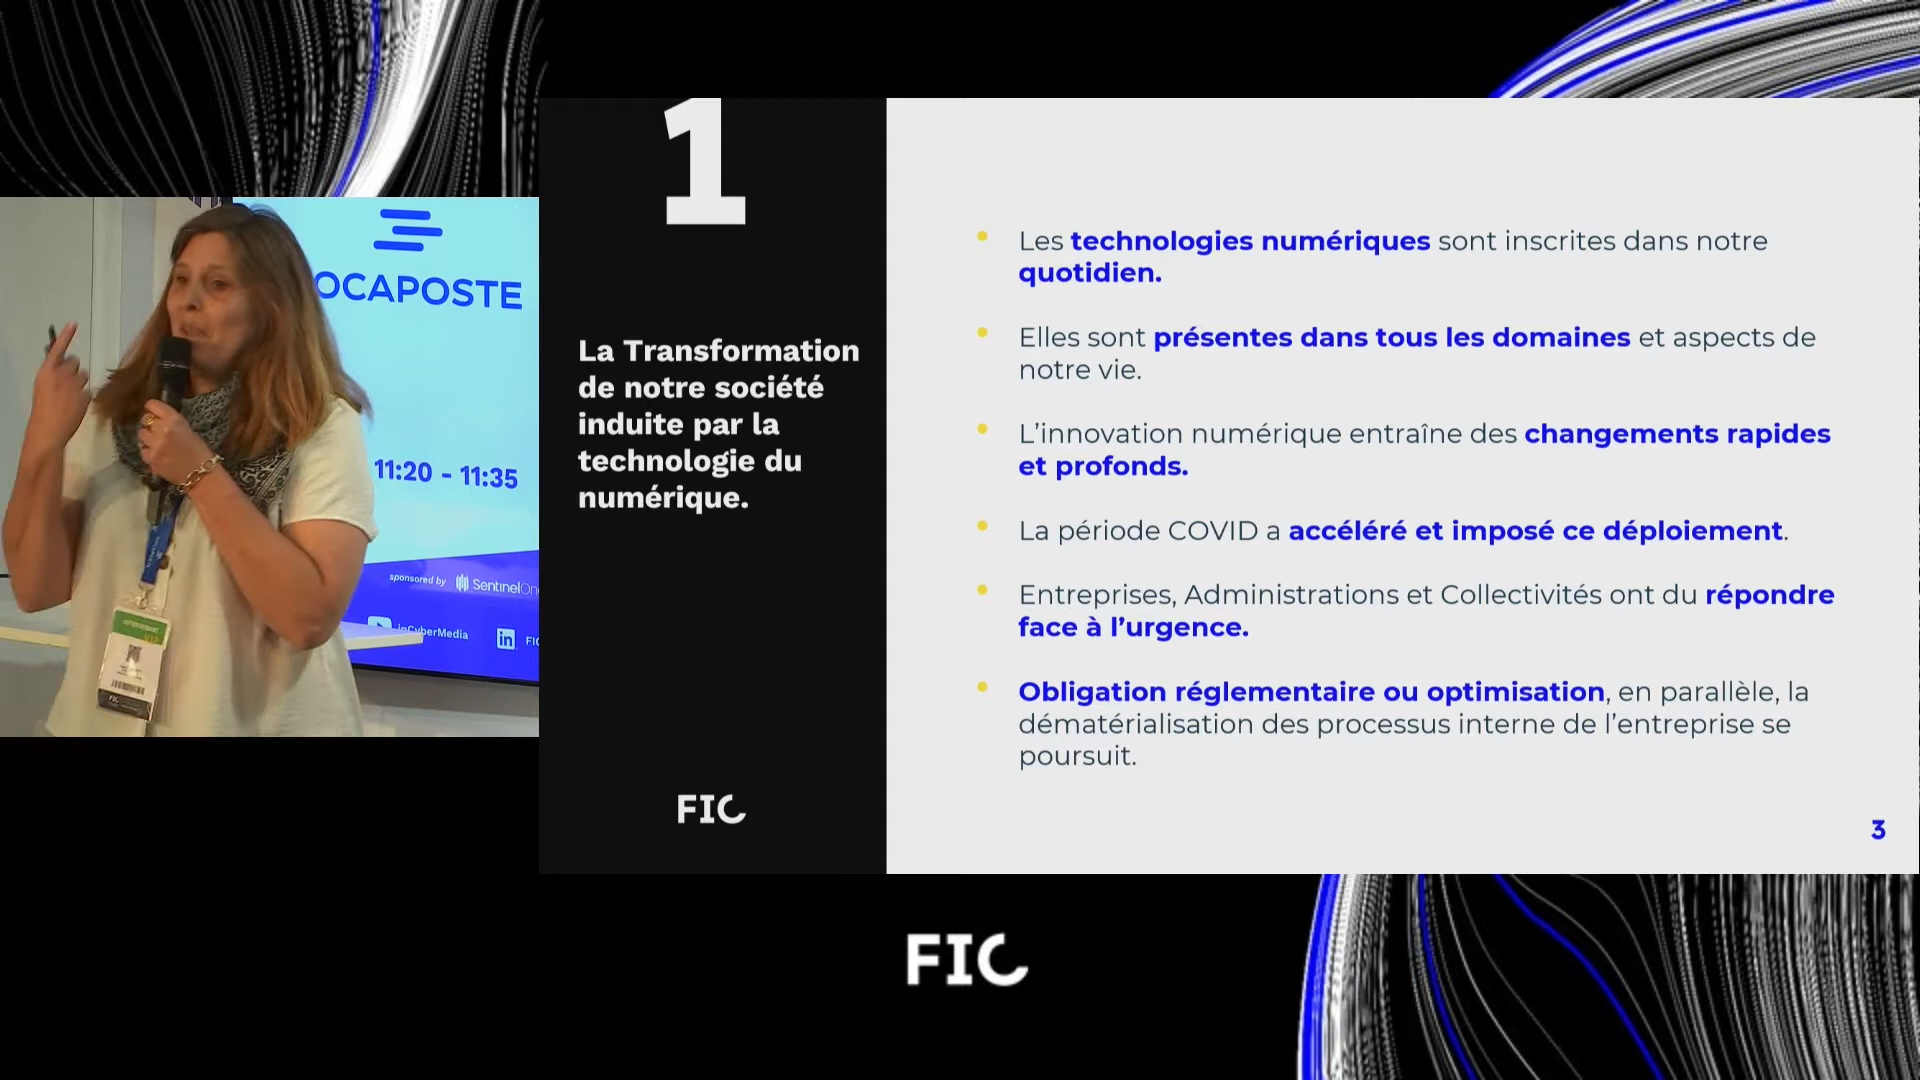 OCAPOSTE
11:20 - 11:35
sponsored by SentinelOn
inCyberMedia
FIC
1
La Transformation
de notre société
induite par la
technologie du
numérique.
FIC
• Les technologies numériques sont inscrites dans notre
quotidien.
• Elles sont présentes dans tous les domaines et aspects de
notre vie.
• L’innovation numérique entraîne des changements rapides
et profonds.
• La période COVID a accéléré et imposé ce déploiement.
• Entreprises, Administrations et Collectivités ont du répondre
face à l’urgence.
• Obligation réglementaire ou optimisation, en parallèle, la
dématérialisation des processus interne de l’entreprise se
poursuit.
3
FIC